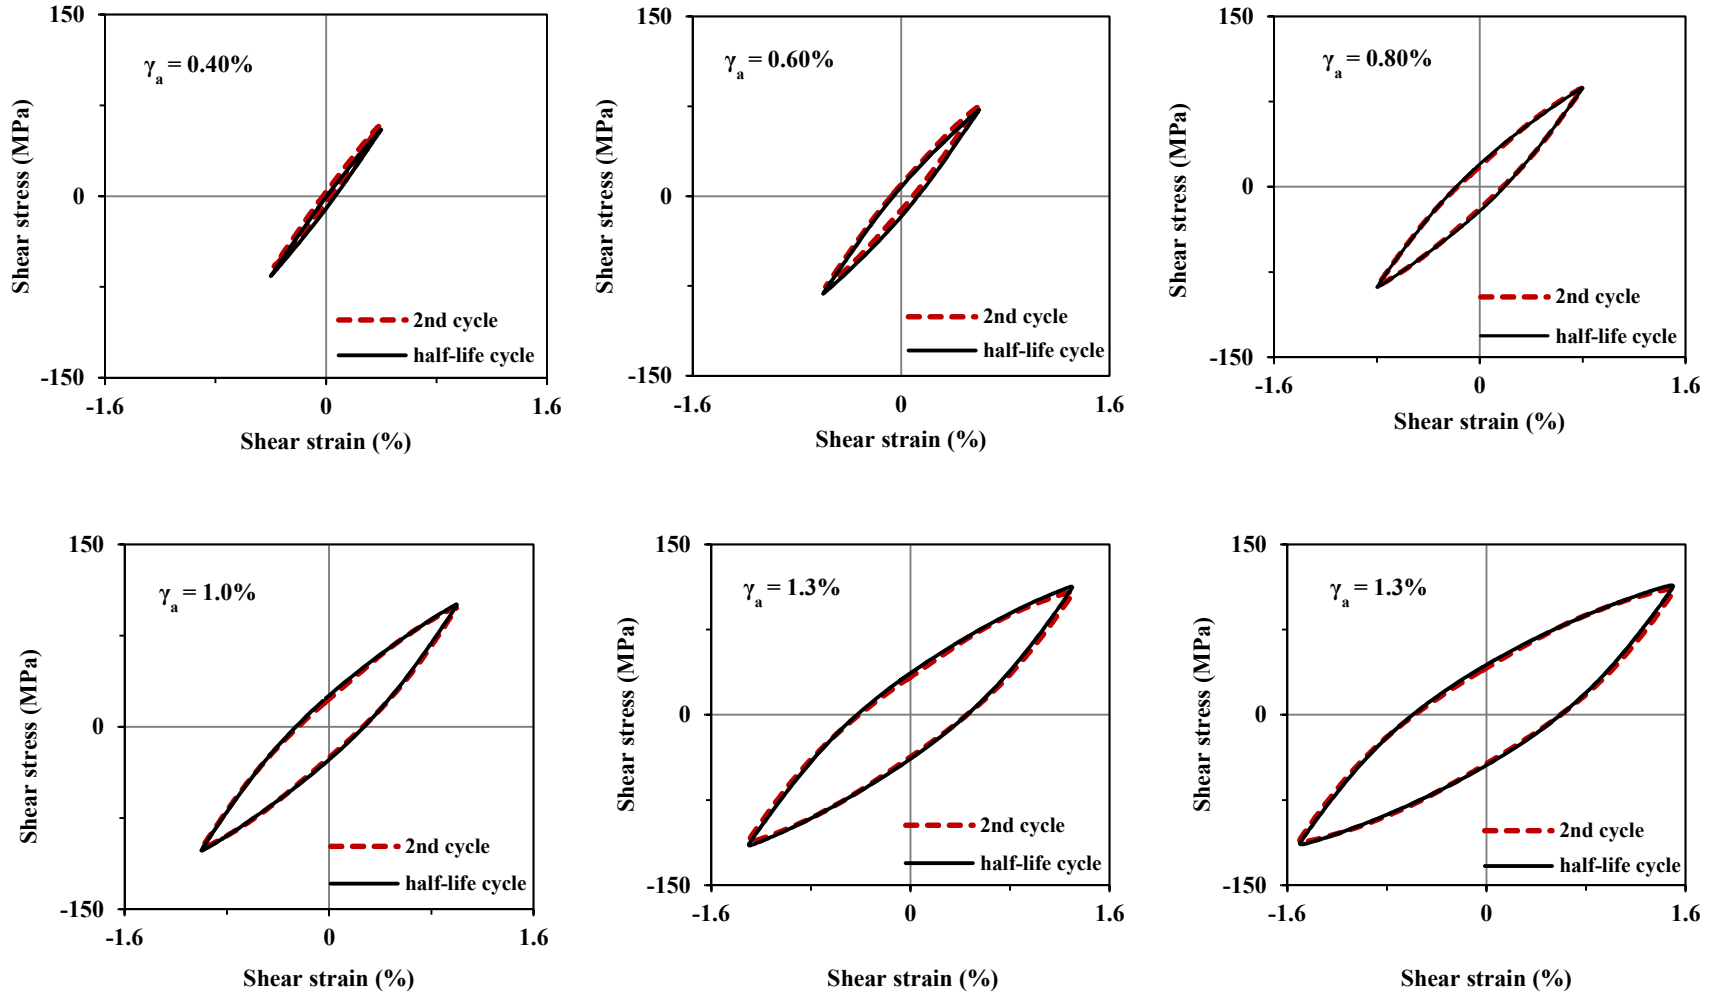 150
γa = 0.40%
Shear stress (MPa)
0
2nd cycle
half-life cycle
-150
-1.6
0
1.6
Shear strain (%)
150
γa = 0.60%
Shear stress (MPa)
0
2nd cycle
half-life cycle
-150
-1.6
0
1.6
Shear strain (%)
150
γa = 0.80%
Shear stress (MPa)
0
2nd cycle
half-life cycle
-150
-1.6
0
1.6
Shear strain (%)
150
γa = 1.0%
Shear stress (MPa)
0
2nd cycle
half-life cycle
-150
-1.6
0
1.6
Shear strain (%)
150
γa = 1.3%
Shear stress (MPa)
0
2nd cycle
half-life cycle
-150
-1.6
0
1.6
Shear strain (%)
150
γa = 1.3%
Shear stress (MPa)
0
2nd cycle
half-life cycle
-150
-1.6
0
1.6
Shear strain (%)